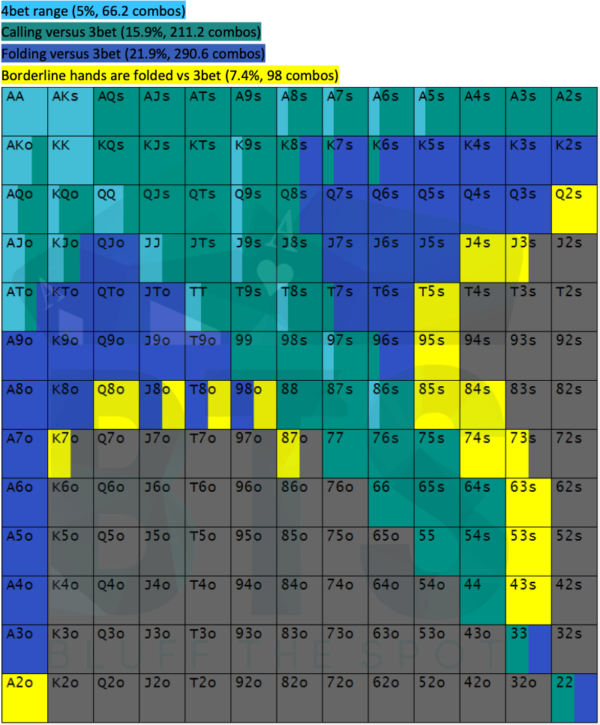 4bet range (5%, 66.2 combos)
Calling versus 3bet (15.9%, 211.2 combos)
Folding versus 3bet (21.9%, 290.6 combos)
Borderline hands are folded vs 3bet (7.4%, 98 combos)
AA AKs AQs AJs ATs A9s A8s A7s A6s A5s A4s A3s A2s
AKo KK KQs KJs KTs K9s K8s K7s K6s K5s K4s K3s K2s
AQo KQo QQ QJs QTs Q9s Q8s Q7s Q6s Q5s Q4s Q3s Q2s
AJo KJo QJo JJ JTs J9s J8s J7s J6s J5s J4s J3s J2s
ATo KTo QTo JTo TT T9s T8s T7s T6s T5s T4s T3s T2s
A9o K9o Q9o J9o T9o 99 98s 97s 96s 95s 94s 93s 92s
A8o K8o Q8o J8o T8o 98o 88 87s 86s 85s 84s 83s 82s
A7o K7o Q7o J7o T7o 97o 87o 77 76s 75s 74s 73s 72s
A6o K6o Q6o J6o T6o 96o 86o 76o 66 65s 64s 63s 62s
A5o K5o Q5o J5o T5o 95o 85o 75o 65o 55 54s 53s 52s
A4o K4o Q4o J4o T4o 94o 84o 74o 64o 54o 44 43s 42s
A3o K3o Q3o J3o T3o 93o 83o 73o 63o 53o 43o 33 32s
A2o K2o Q2o J2o T2o 92o 82o 72o 62o 52o 42o 32o 22
BTS
BLUFF THE SPOT